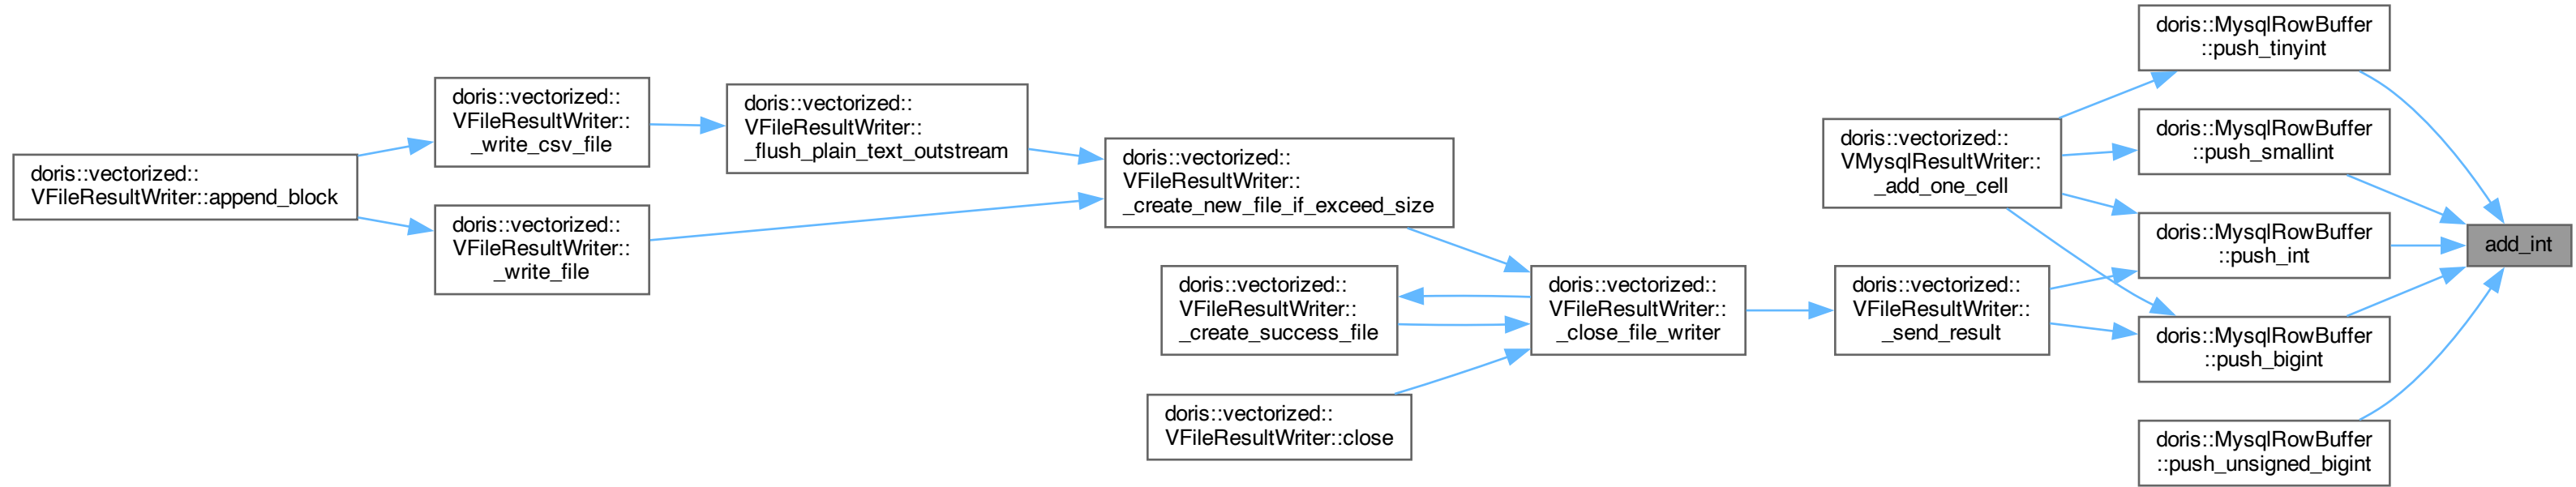 doris::vectorized::
VFileResultWriter::append_block
doris::vectorized::
VFileResultWriter::
_write_csv_file
doris::vectorized::
VFileResultWriter::
_write_file
doris::vectorized::
VFileResultWriter::
_flush_plain_text_outstream
doris::vectorized::
VFileResultWriter::
_create_new_file_if_exceed_size
doris::vectorized::
VFileResultWriter::
_create_success_file
doris::vectorized::
VFileResultWriter::close
doris::vectorized::
VFileResultWriter::
_close_file_writer
doris::vectorized::
VMysqlResultWriter::
_add_one_cell
doris::vectorized::
VFileResultWriter::
_send_result
doris::MysqlRowBuffer
::push_tinyint
doris::MysqlRowBuffer
::push_smallint
doris::MysqlRowBuffer
::push_int
doris::MysqlRowBuffer
::push_bigint
doris::MysqlRowBuffer
::push_unsigned_bigint
add_int